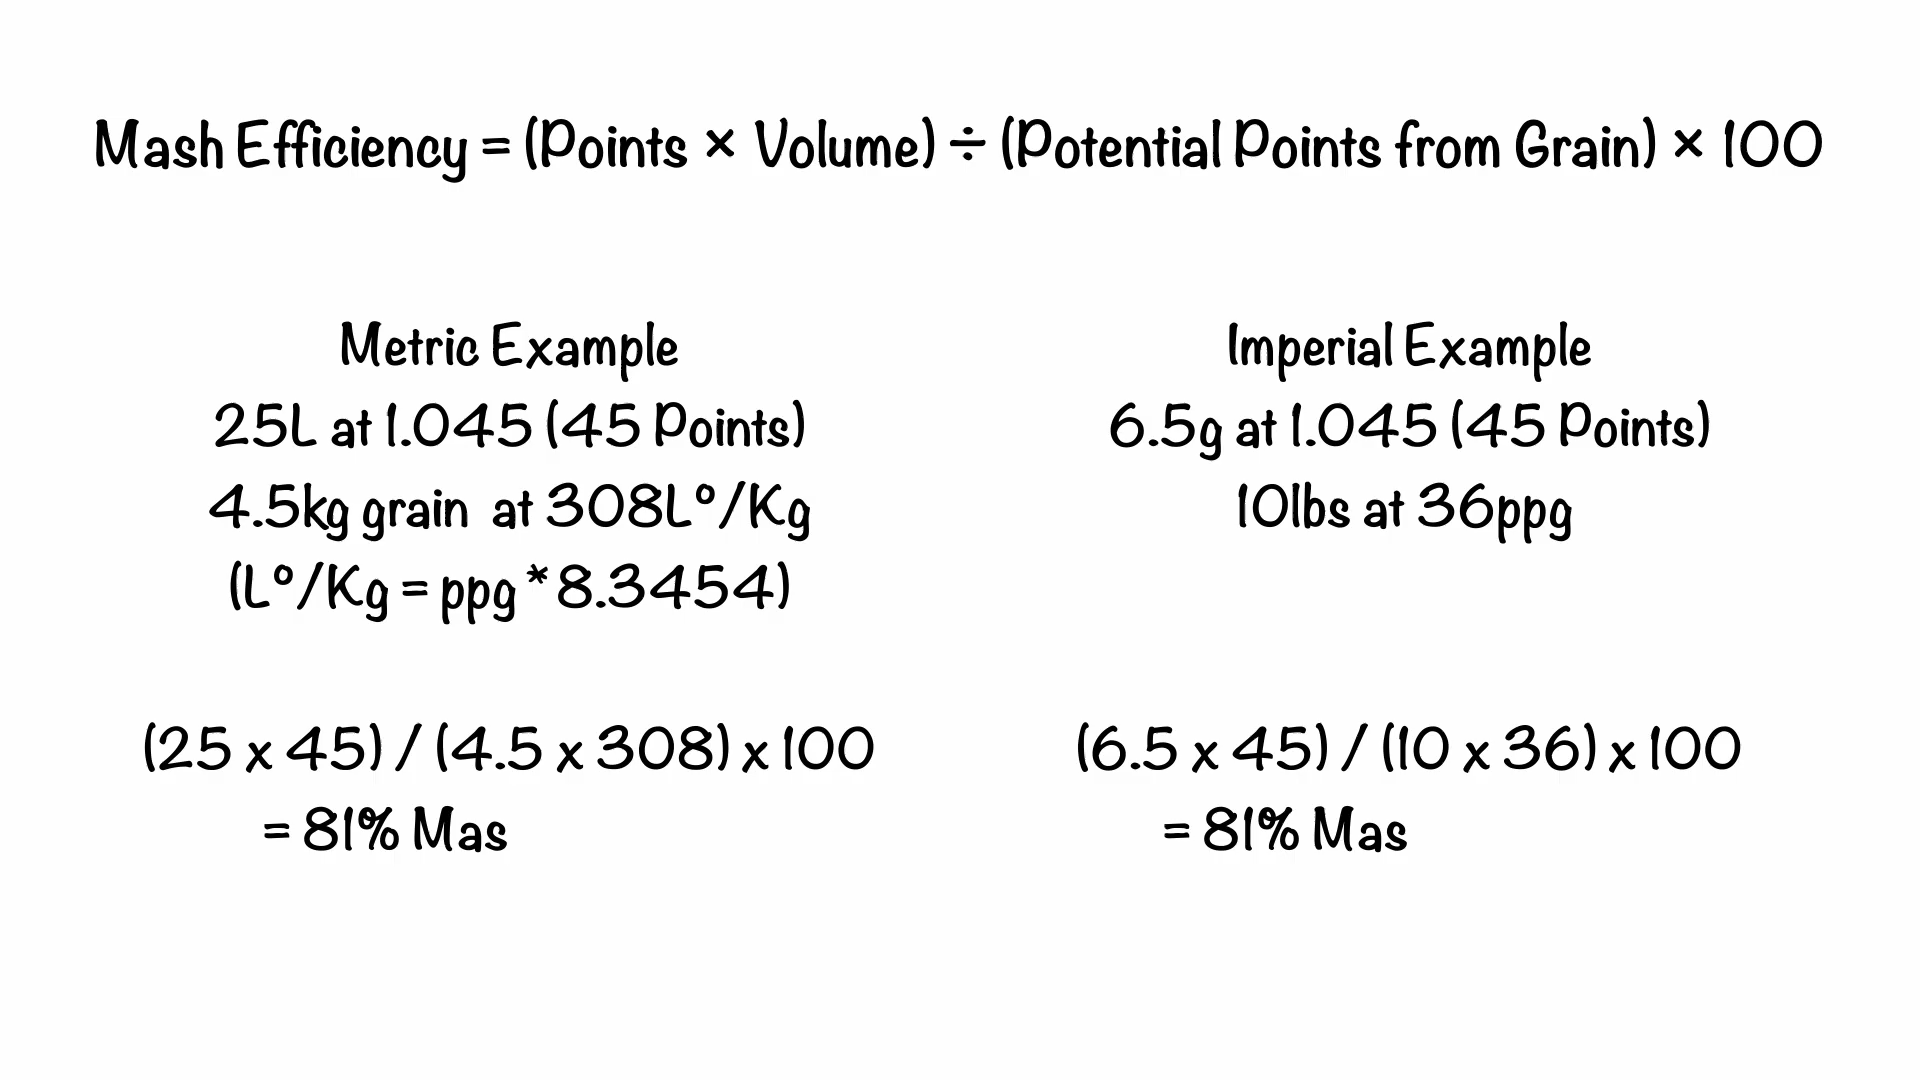 Mash Efficiency = (Points × Volume) ÷ (Potential Points from Grain) × 100
Metric Example
25L at 1.045 (45 Points)
4.5kg grain at 308L°/Kg
(L°/Kg = ppg * 8.3454)
(25 x 45) / (4.5 x 308) x 100
= 81% Mas
Imperial Example
6.5g at 1.045 (45 Points)
10lbs at 36ppg
(6.5 x 45) / (10 x 36) x 100
= 81% Mas